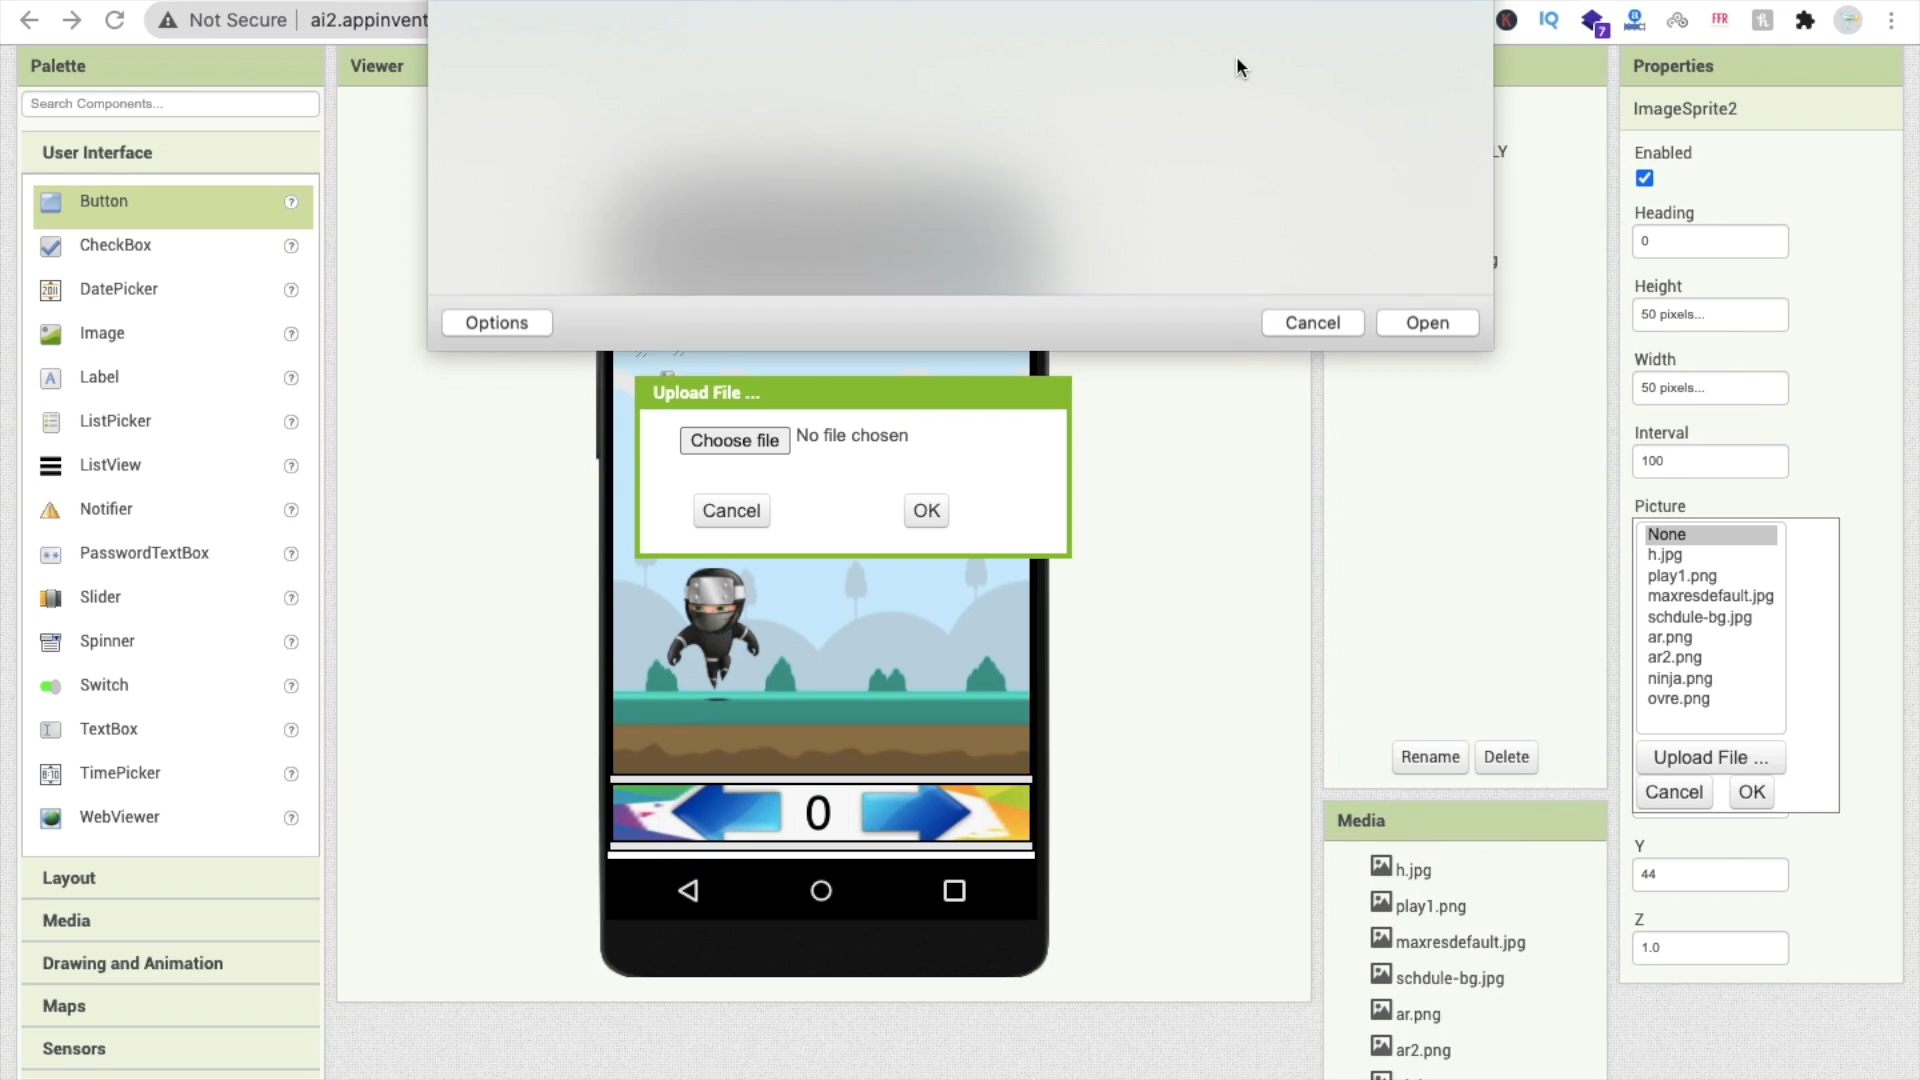 Not Secure
ai2.appinvent
K
IQ
7
a
FFR
h
Palette
Viewer
Properties
Search Components...
ImageSprite2
User Interface
Enabled
LY
Button
?
Heading
0
CheckBox
?
g
DatePicker
?
Height
50 pixels...
Image
?
Options
Cancel
Open
Width
50 pixels...
Label
?
Upload File ...
ListPicker
?
Choose file
No file chosen
Interval
100
ListView
?
Cancel
OK
Notifier
?
Picture
None
h.jpg
play1.png
maxresdefault.jpg
schdule-bg.jpg
ar.png
ar2.png
ninja.png
ovre.png
PasswordTextBox
?
Slider
?
Spinner
?
Switch
?
TextBox
?
Rename
Delete
Upload File ...
TimePicker
?
Cancel
OK
WebViewer
?
0
Media
Y
44
Layout
h.jpg
Media
play1.png
Z
1.0
maxresdefault.jpg
Drawing and Animation
schdule-bg.jpg
Maps
ar.png
Sensors
ar2.png